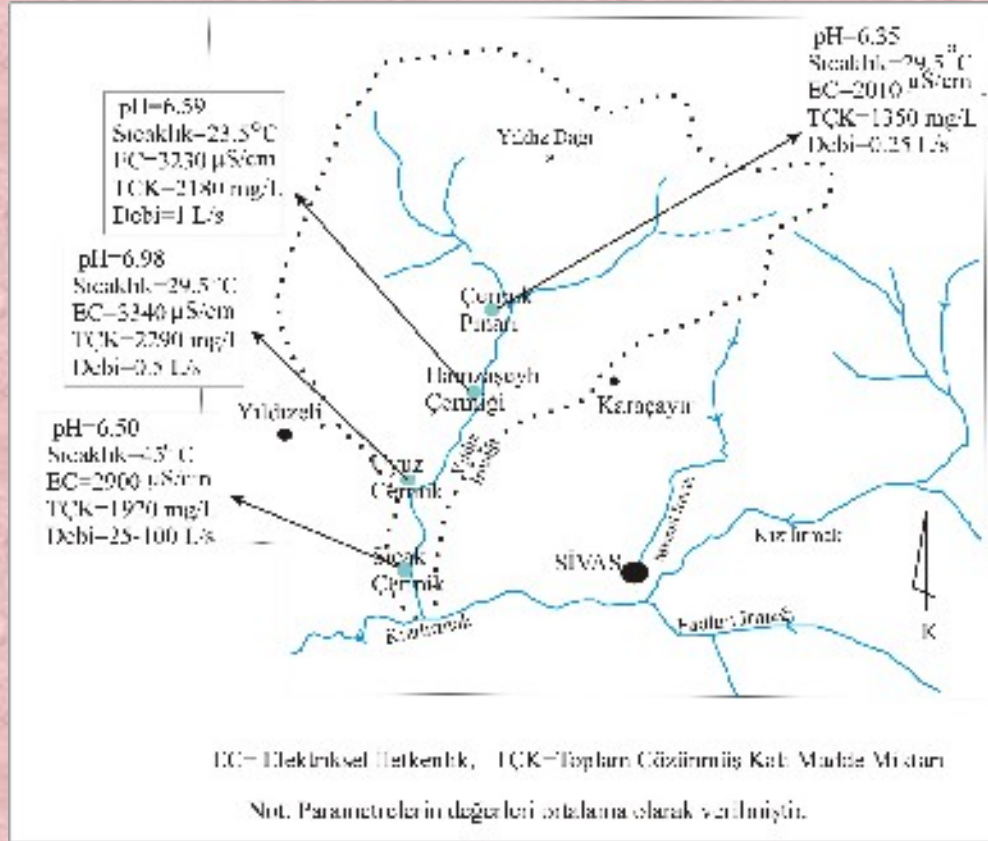 pH=6.35
Sıcaklık=29.5°C
EC=2010 µS/cm
TÇK=1350 mg/L
Debi=0.25 L/s
pH=6.59
Sıcaklık=23.5°C
EC=3230 µS/cm
TÇK=2180 mg/L
Debi=1 L/s
Yıldız Dağı
pH=6.98
Sıcaklık=29.5°C
EC=3340 µS/cm
TÇK=2290 mg/L
Debi=0.5 L/s
Çermik
Pınarı
Çermiği
Karaçayır
Yıldızeli
pH=6.50
EC=2900 µS/cm
TÇK=1920 mg/L
Debi=25-100 L/s
Uyuz
Çermik
Yıldız
Irmağı
Sıcak
Çermik
SİVAS
Kızılırmak
Kızılırmak
K
EC= Elektriksel İletkenlik, TÇK=Toplam Çözünmüş Katı Madde Miktarı
Not. Parametrelerin değerleri ortalama olarak verilmiştir.